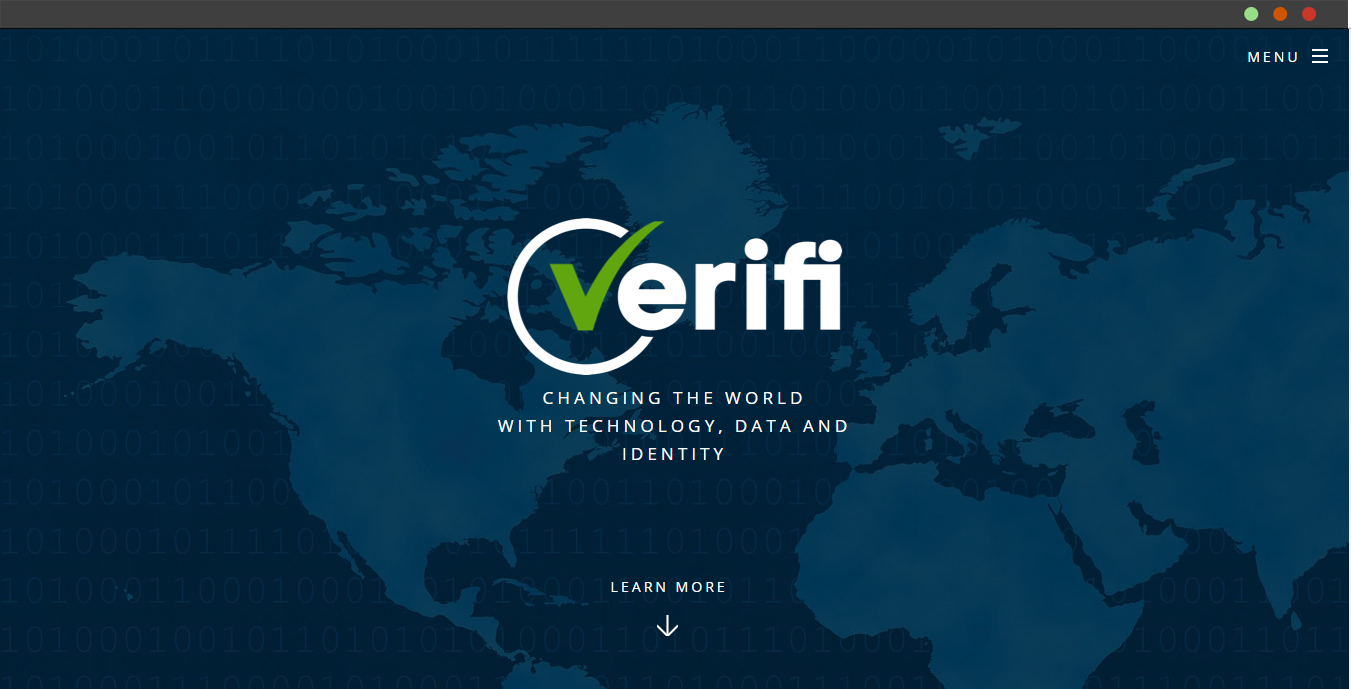 MENU
verifi
CHANGING THE WORLD
WITH TECHNOLOGY, DATA AND
IDENTITY
LEARN MORE